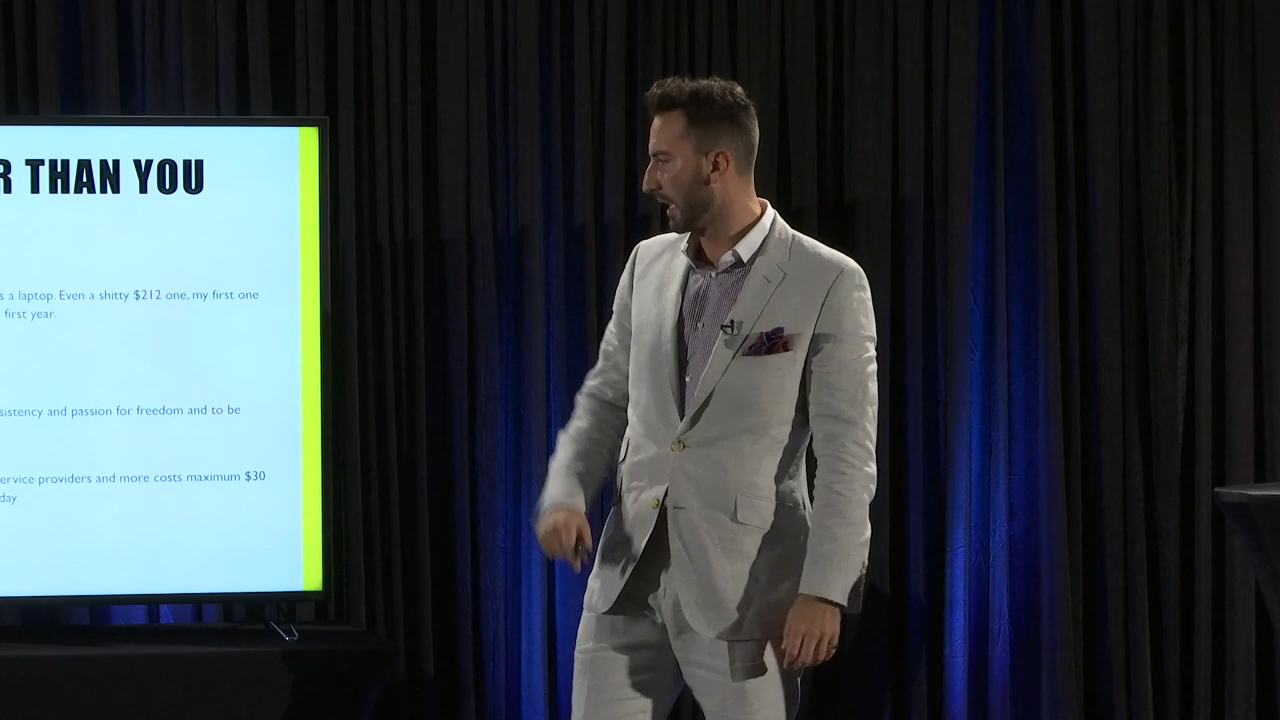 R THAN YOU
s a laptop. Even a shitty $212 one, my first one
first year.
sistency and passion for freedom and to be
ervice providers and more costs maximum $30
day.